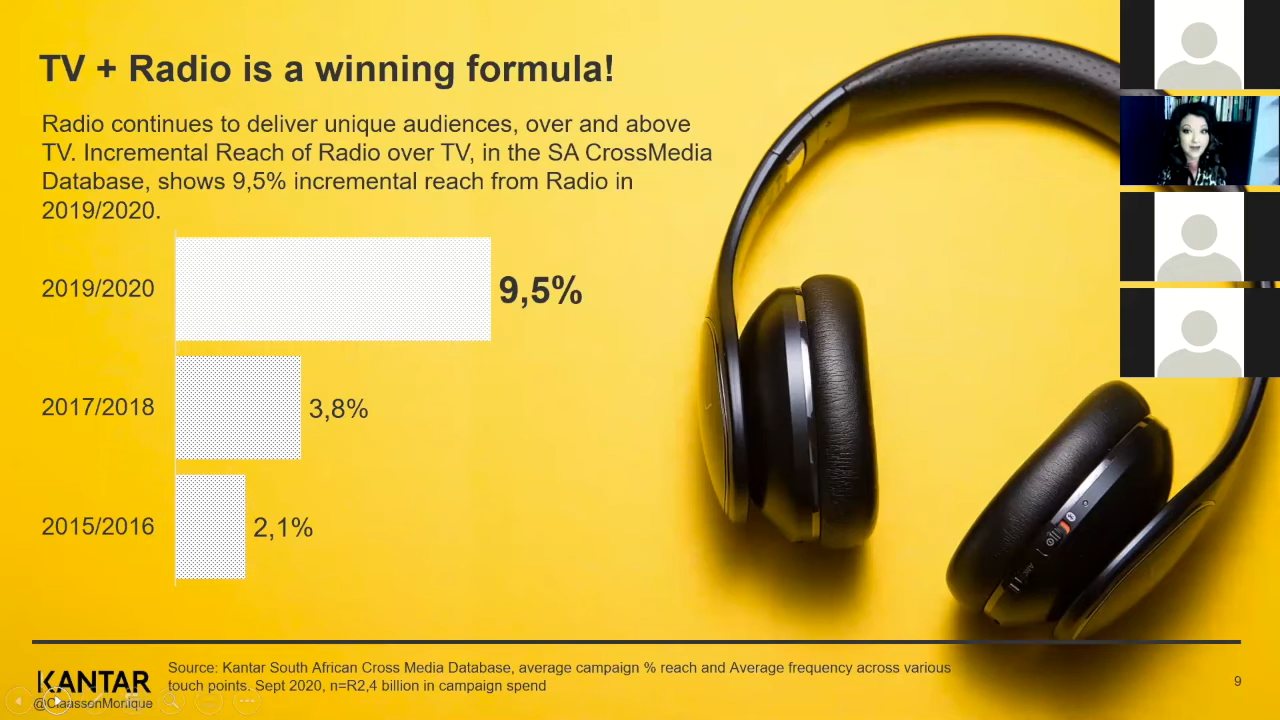 TV + Radio is a winning formula!
Radio continues to deliver unique audiences, over and above
TV. Incremental Reach of Radio over TV, in the SA CrossMedia
Database, shows 9,5% incremental reach from Radio in
2019/2020.
2019/2020 9,5%
2017/2018 3,8%
2015/2016 2,1%
Source: Kantar South African Cross Media Database, average campaign % reach and Average frequency across various
touch points. Sept 2020, n=R2,4 billion in campaign spend
KANTAR
@ClaassonMonique
9